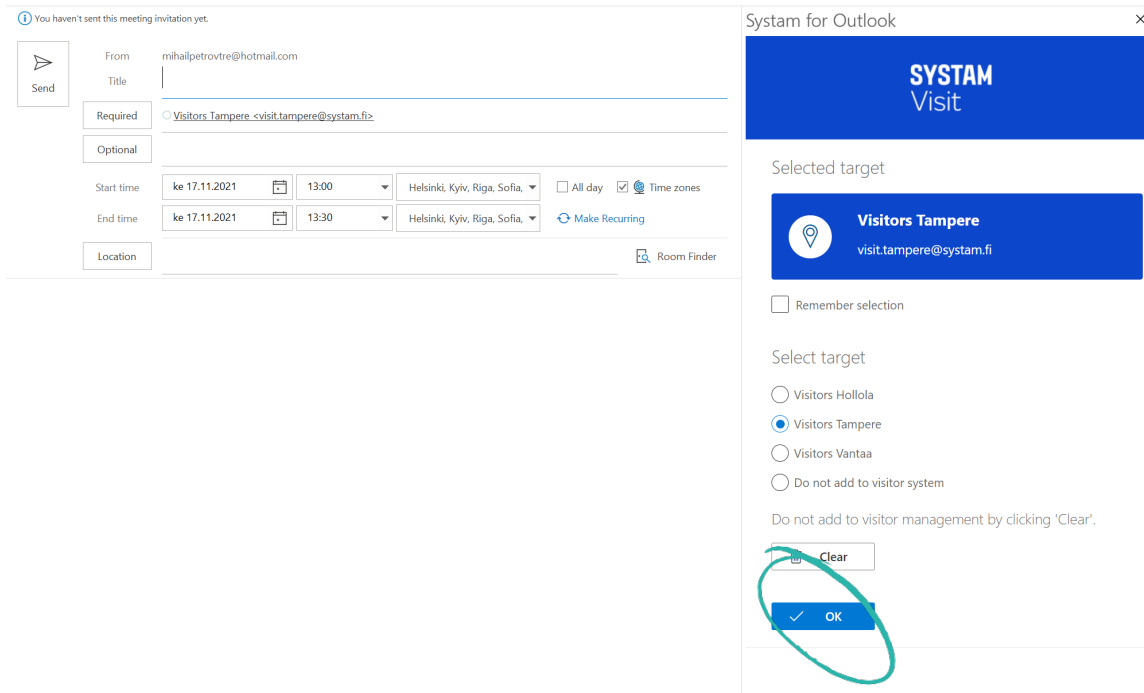 You haven't sent this meeting invitation yet.
Send
From mihailpetrovtre@hotmail.com
Title
Required Visitors Tampere <visit.tampere@systam.fi>
Optional
Start time ke 17.11.2021 13:00 Helsinki, Kyiv, Riga, Sofia, All day Time zones
End time ke 17.11.2021 13:30 Helsinki, Kyiv, Riga, Sofia, Make Recurring
Location Room Finder
Systam for Outlook
SYSTAM
Visit
Selected target
Visitors Tampere
visit.tampere@systam.fi
Remember selection
Select target
Visitors Hollola
Visitors Tampere
Visitors Vantaa
Do not add to visitor system
Do not add to visitor management by clicking 'Clear'.
Clear
OK